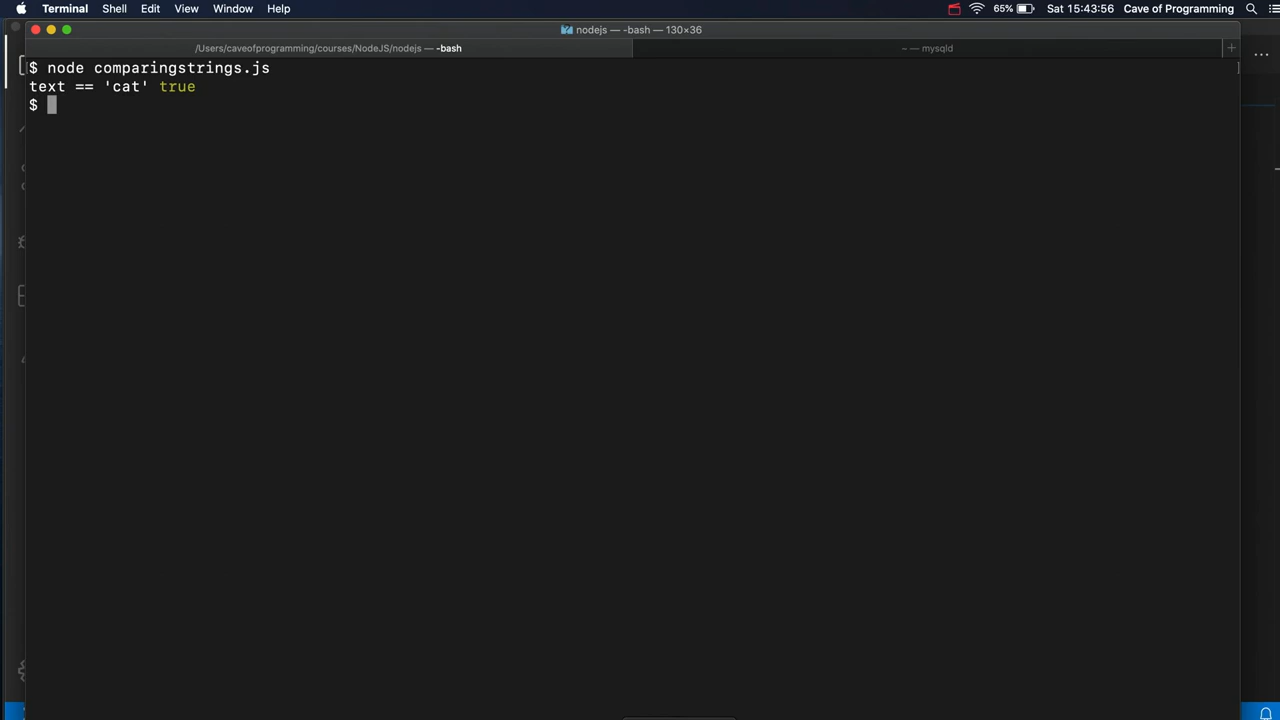 Terminal Shell Edit View Window Help 65% Sat 15:43:56 Cave of Programming
nodejs — -bash — 130×36
/Users/caveofprogramming/courses/NodeJS/nodejs — -bash
~ — mysqld
$ node comparingstrings.js
text == 'cat' true
$